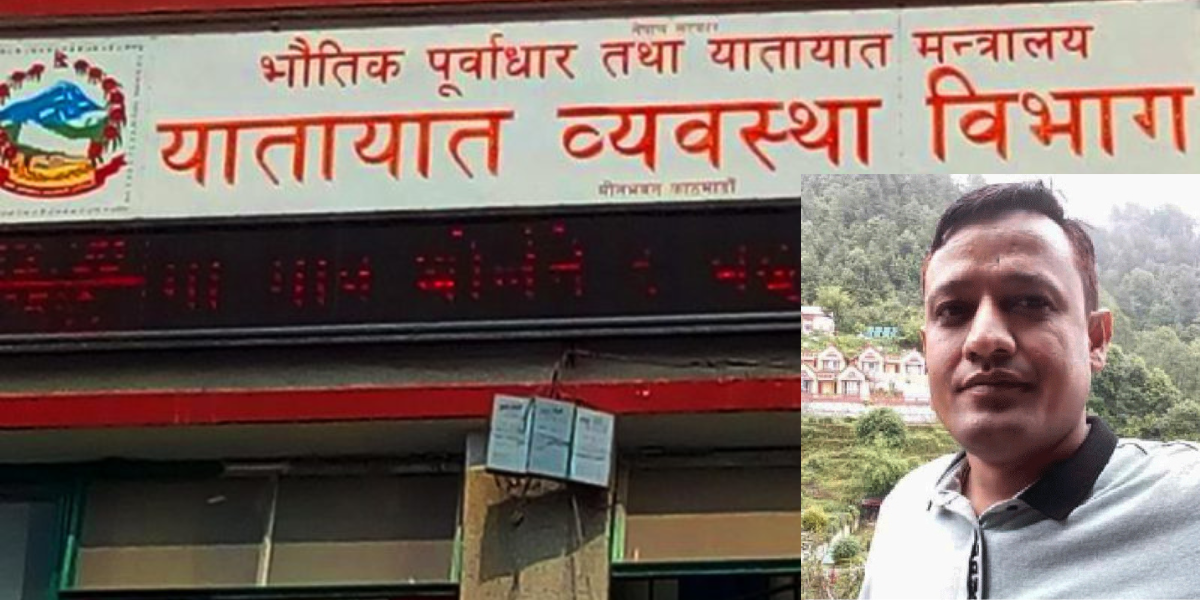 नेपाल सरकार
भौतिक पूर्वाधार तथा यातायात मन्त्रालय
यातायात व्यवस्था विभाग
मीनभवन काठमाडौं